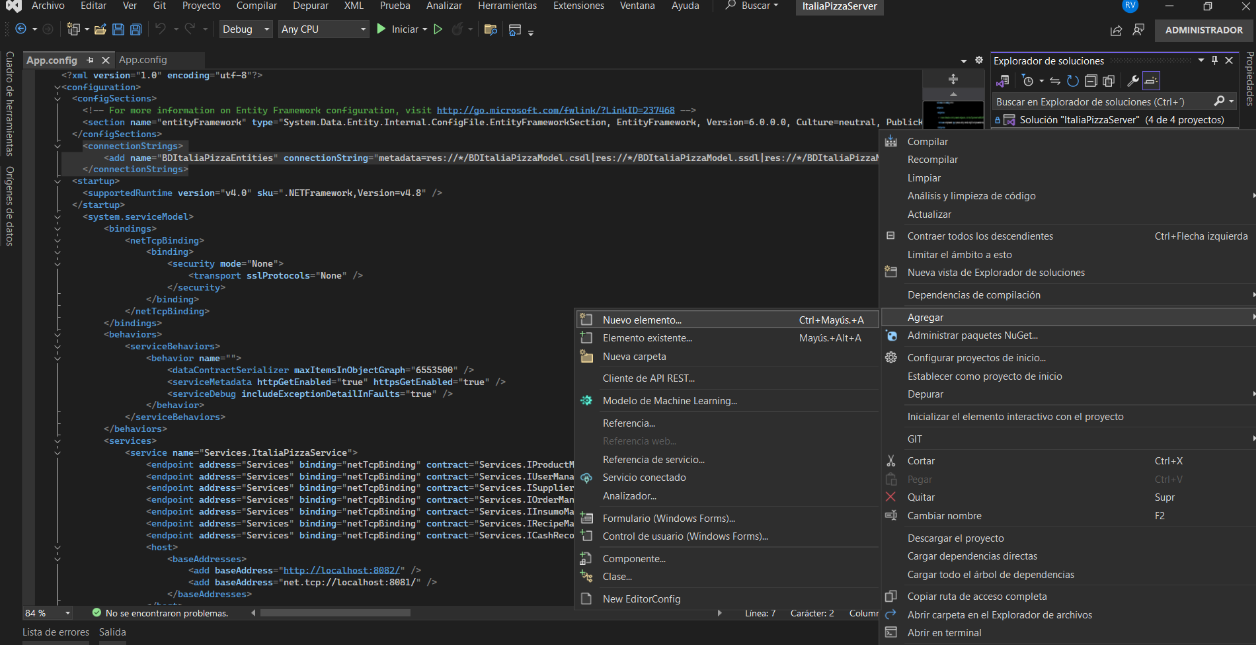 Archivo Editar Ver Git Proyecto Compilar Depurar XML Prueba Analizar Herramientas Extensiones Ventana Ayuda Buscar ItaliaPizzaServer RV
Debug Any CPU Iniciar ADMINISTRADOR
Cuadro de herramientas
Orígenes de datos
App.config App.config
<?xml version="1.0" encoding="utf-8"?>
<configuration>
<configSections>
<!-- For more information on Entity Framework configuration, visit http://go.microsoft.com/fwlink/?LinkID=237468 -->
<section name="entityFramework" type="System.Data.Entity.Internal.ConfigFile.EntityFrameworkSection, EntityFramework, Version=6.0.0.0, Culture=neutral, Publick
</configSections>
<connectionStrings>
<add name="BDItaliaPizzaEntities" connectionString="metadata=res://*/BDItaliaPizzaModel.csdl|res://*/BDItaliaPizzaModel.ssdl|res://*/BDItaliaPizzaM
</connectionStrings>
<startup>
<supportedRuntime version="v4.0" sku=".NETFramework,Version=v4.8" />
</startup>
<system.serviceModel>
<bindings>
<netTcpBinding>
<binding>
<security mode="None">
<transport sslProtocols="None" />
</security>
</binding>
</netTcpBinding>
</bindings>
<behaviors>
<serviceBehaviors>
<behavior name="">
<dataContractSerializer maxItemsInObjectGraph="6553500" />
<serviceMetadata httpGetEnabled="true" httpsGetEnabled="true" />
<serviceDebug includeExceptionDetailInFaults="true" />
</behavior>
</serviceBehaviors>
</behaviors>
<services>
<service name="Services.ItaliaPizzaService">
<endpoint address="Services" binding="netTcpBinding" contract="Services.IProductM
<endpoint address="Services" binding="netTcpBinding" contract="Services.IUserMana
<endpoint address="Services" binding="netTcpBinding" contract="Services.ISupplier
<endpoint address="Services" binding="netTcpBinding" contract="Services.IOrderMan
<endpoint address="Services" binding="netTcpBinding" contract="Services.IInsumoMa
<endpoint address="Services" binding="netTcpBinding" contract="Services.IRecipeMa
<endpoint address="Services" binding="netTcpBinding" contract="Services.ICashReco
<host>
<baseAddresses>
<add baseAddress="http://localhost:8082/" />
<add baseAddress="net.tcp://localhost:8081/" />
</baseAddresses>
84 % No se encontraron problemas. Línea: 7 Carácter: 2 Column
Lista de errores Salida
Nuevo elemento... Ctrl+Mayús.+A
Elemento existente... Mayús.+Alt+A
Nueva carpeta
Cliente de API REST...
Modelo de Machine Learning...
Referencia...
Referencia web...
Referencia de servicio...
Servicio conectado
Analizador...
Formulario (Windows Forms)...
Control de usuario (Windows Forms)...
Componente...
Clase...
New EditorConfig
Explorador de soluciones
Buscar en Explorador de soluciones (Ctrl+´)
Solución "ItaliaPizzaServer" (4 de 4 proyectos)
Compilar
Recompilar
Limpiar
Análisis y limpieza de código
Actualizar
Contraer todos los descendientes Ctrl+Flecha izquierda
Limitar el ámbito a esto
Nueva vista de Explorador de soluciones
Dependencias de compilación
Agregar
Administrar paquetes NuGet...
Configurar proyectos de inicio...
Establecer como proyecto de inicio
Depurar
Inicializar el elemento interactivo con el proyecto
GIT
Cortar Ctrl+X
Pegar Ctrl+V
Quitar Supr
Cambiar nombre F2
Descargar el proyecto
Cargar dependencias directas
Cargar todo el árbol de dependencias
Copiar ruta de acceso completa
Abrir carpeta en el Explorador de archivos
Abrir en terminal
Propiedades